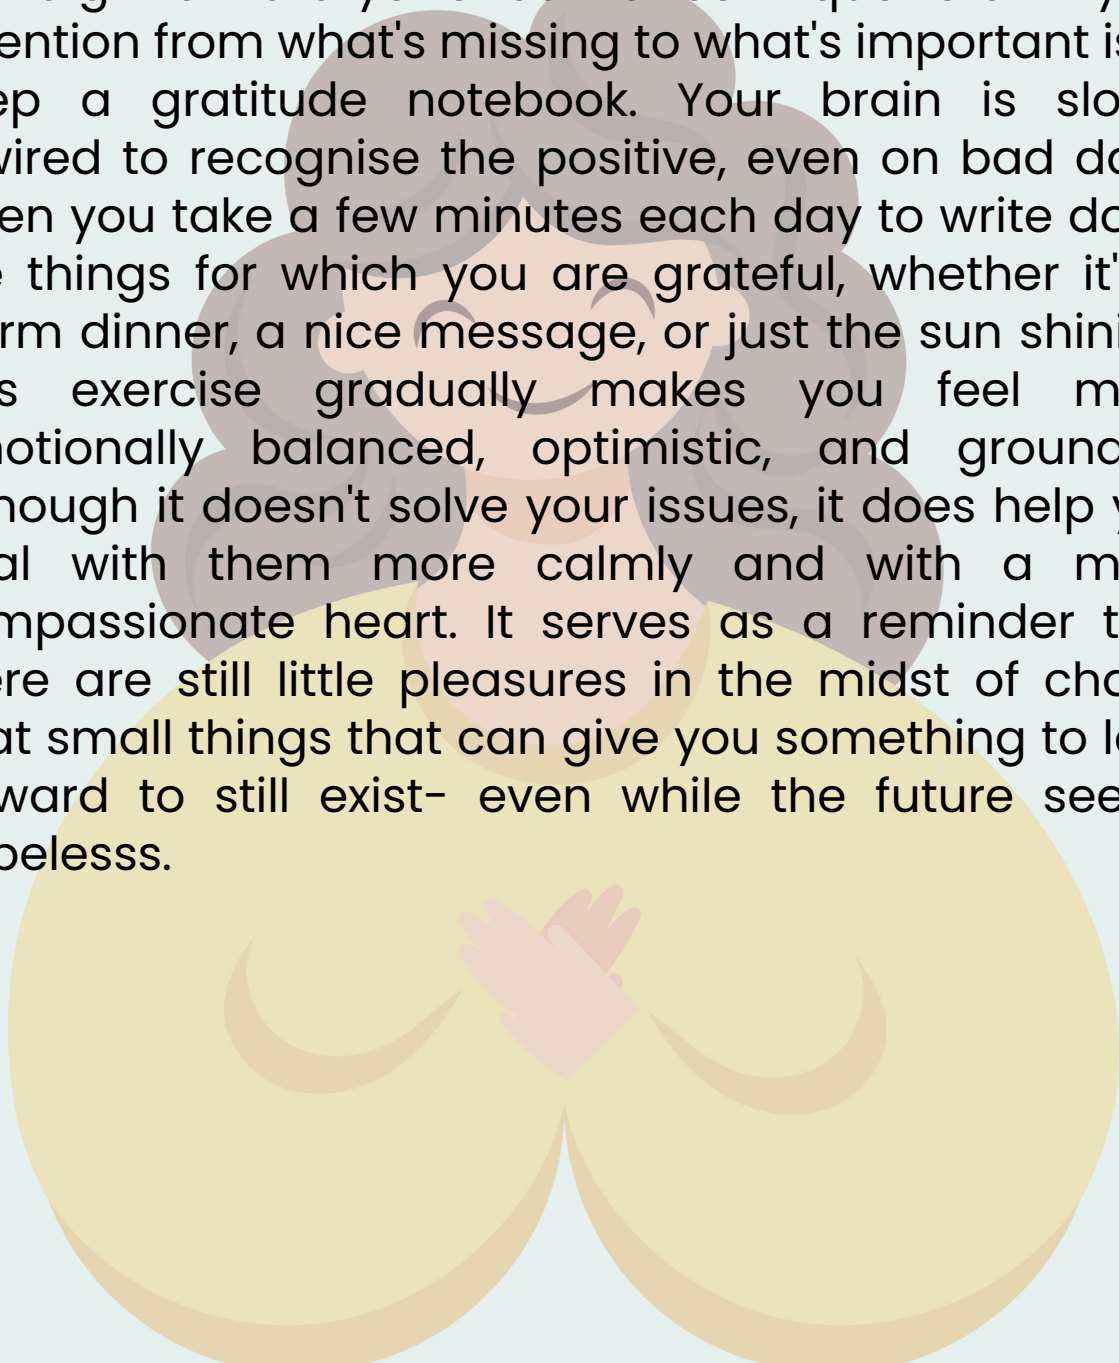 ention from what's missing to what's important is
ep a gratitude notebook. Your brain is slo
wired to recognise the positive, even on bad da
en you take a few minutes each day to write do
e things for which you are grateful, whether it'
rm dinner, a nice message, or just the sun shini
s exercise gradually makes you feel m
notionally balanced, optimistic, and ground
hough it doesn't solve your issues, it does help y
al with them more calmly and with a m
mpassionate heart. It serves as a reminder t
ere are still little pleasures in the midst of cha
at small things that can give you something to lo
ward to still exist- even while the future see
pelesss.